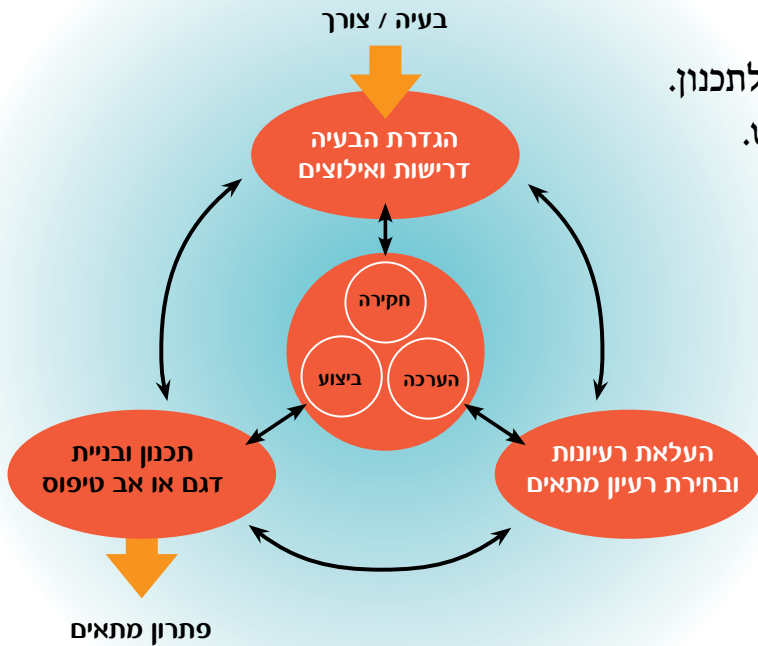 בעיה / צורך
לתכנון.
הגדרת הבעיה
דרישות ואילוצים
חקירה
ביצוע
הערכה
תכנון ובניית
דגם או אב טיפוס
העלאת רעיונות
ובחירת רעיון מתאים
פתרון מתאים